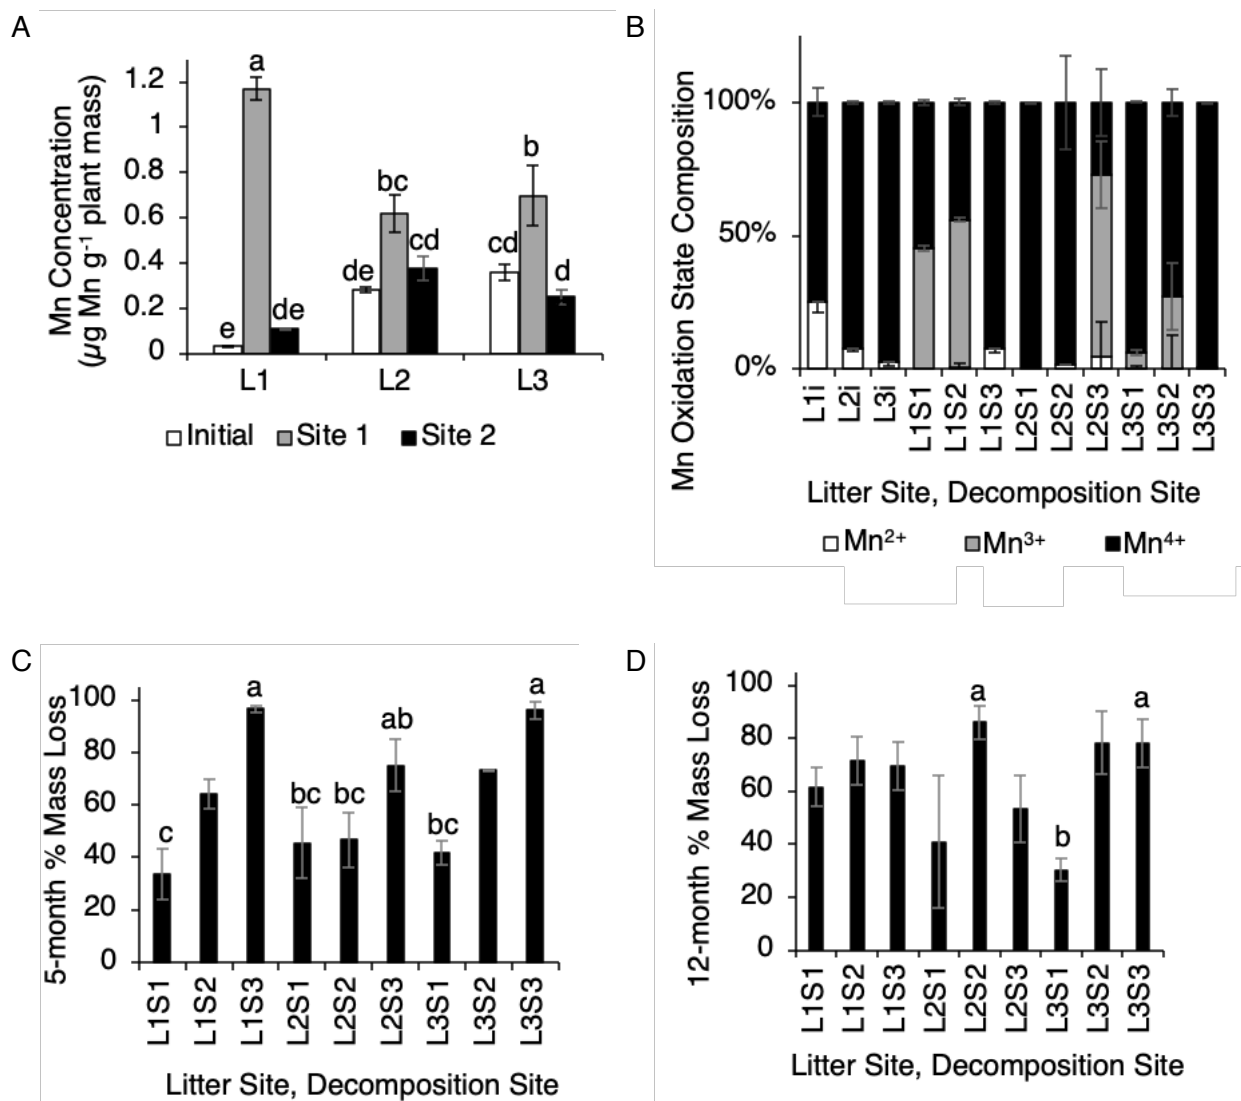 A
Mn Concentration
(µg Mn g⁻¹ plant mass)
1.2
1
0.8
0.6
0.4
0.2
0
a
b
bc
cd
cd
de
d
de
e
L1 L2 L3
Initial Site 1 Site 2
B
Mn Oxidation State Composition
100%
50%
0%
L1i L2i L3i L1S1 L1S2 L1S3 L2S1 L2S2 L2S3 L3S1 L3S2 L3S3
Litter Site, Decomposition Site
Mn²⁺ Mn³⁺ Mn⁴⁺
C
5-month % Mass Loss
100
80
60
40
20
0
a a
ab
bc bc
bc
c
L1S1 L1S2 L1S3 L2S1 L2S2 L2S3 L3S1 L3S2 L3S3
Litter Site, Decomposition Site
D
12-month % Mass Loss
100
80
60
40
20
0
a a
b
L1S1 L1S2 L1S3 L2S1 L2S2 L2S3 L3S1 L3S2 L3S3
Litter Site, Decomposition Site